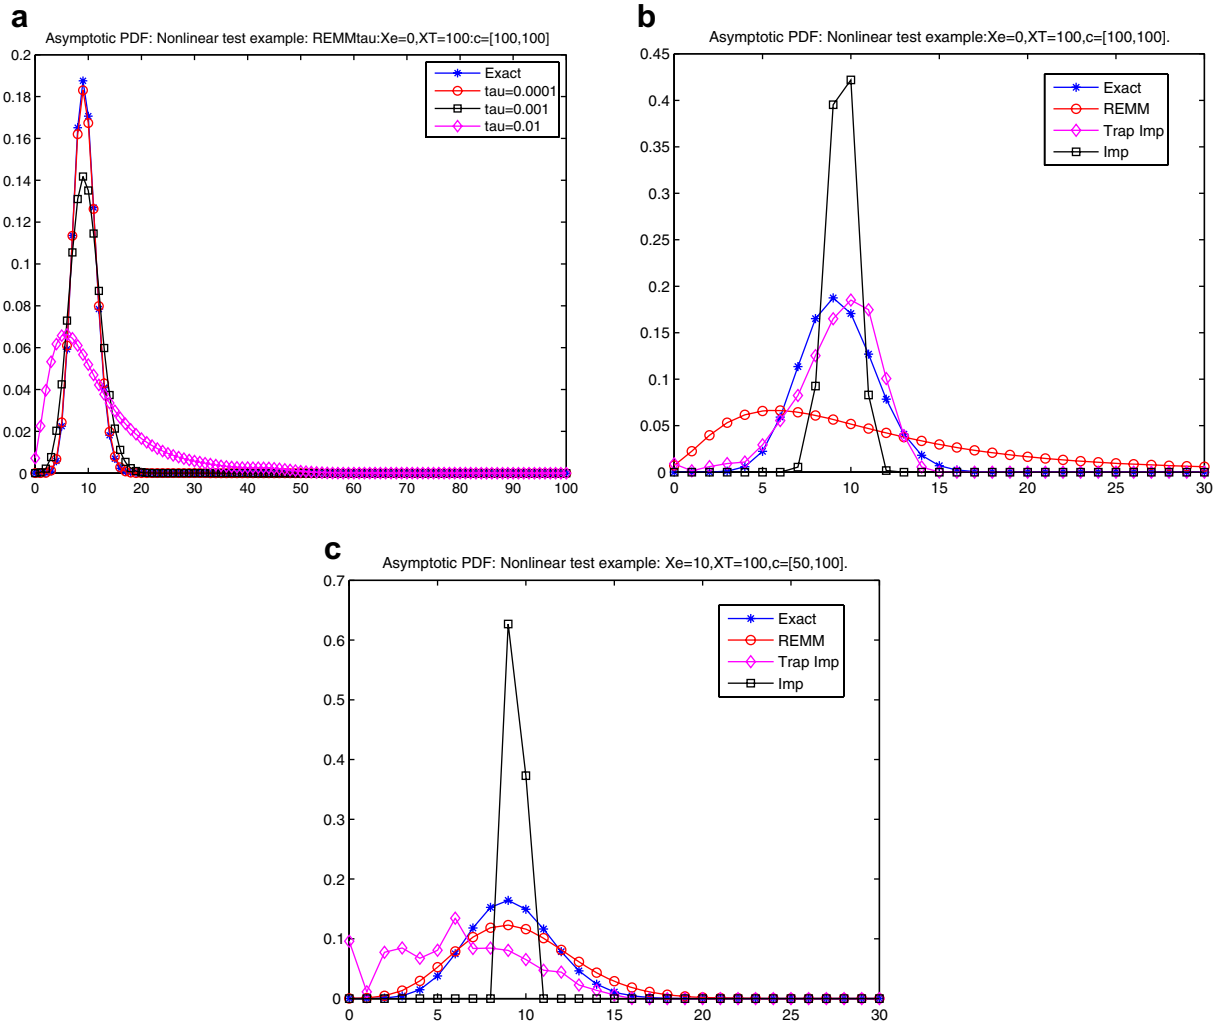 a
Asymptotic PDF: Nonlinear test example: REMMtau:Xe=0,XT=100:c=[100,100]
0.2
0.18
0.16
0.14
0.12
0.1
0.08
0.06
0.04
0.02
0
0 10 20 30 40 50 60 70 80 90 100
Exact
tau=0.0001
tau=0.001
tau=0.01
b
Asymptotic PDF: Nonlinear test example:Xe=0,XT=100,c=[100,100].
0.45
0.4
0.35
0.3
0.25
0.2
0.15
0.1
0.05
0
0 5 10 15 20 25 30
Exact
REMM
Trap Imp
Imp
c
Asymptotic PDF: Nonlinear test example: Xe=10,XT=100,c=[50,100].
0.7
0.6
0.5
0.4
0.3
0.2
0.1
0
0 5 10 15 20 25 30
Exact
REMM
Trap Imp
Imp